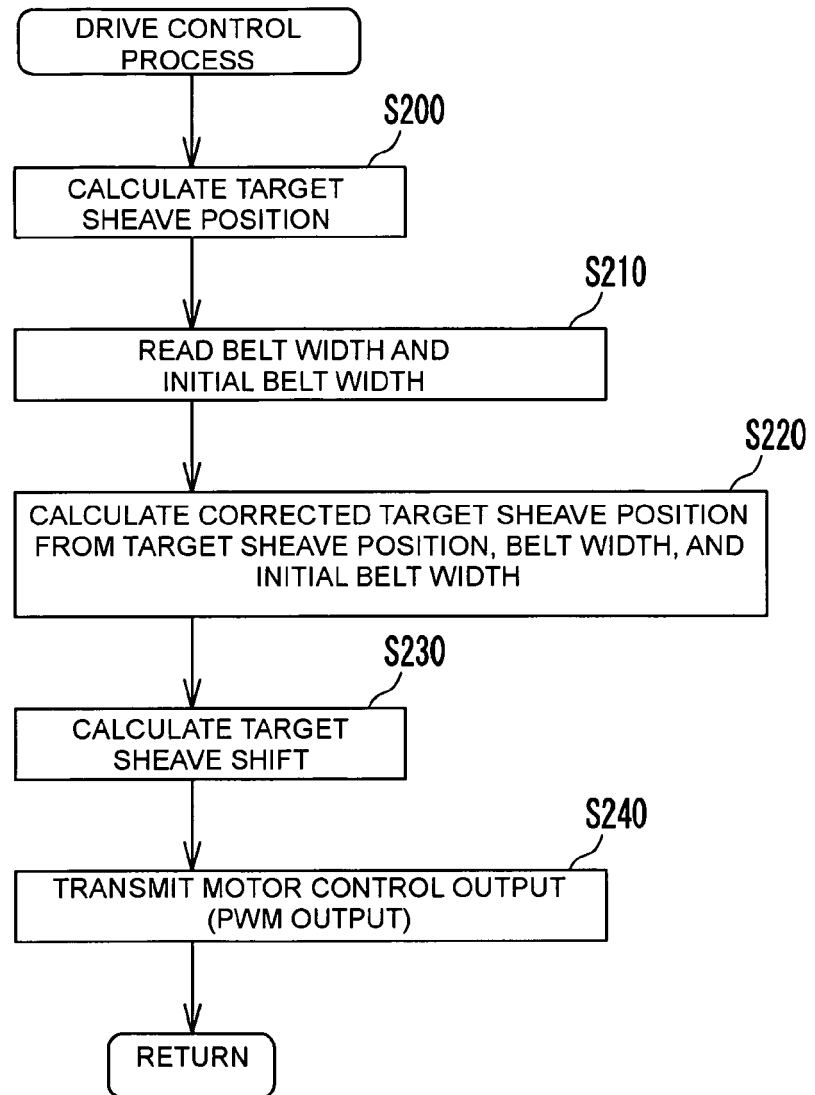 DRIVE CONTROL
PROCESS
S200
CALCULATE TARGET
SHEAVE POSITION
S210
READ BELT WIDTH AND
INITIAL BELT WIDTH
S220
CALCULATE CORRECTED TARGET SHEAVE POSITION
FROM TARGET SHEAVE POSITION, BELT WIDTH, AND
INITIAL BELT WIDTH
S230
CALCULATE TARGET
SHEAVE SHIFT
S240
TRANSMIT MOTOR CONTROL OUTPUT
(PWM OUTPUT)
RETURN